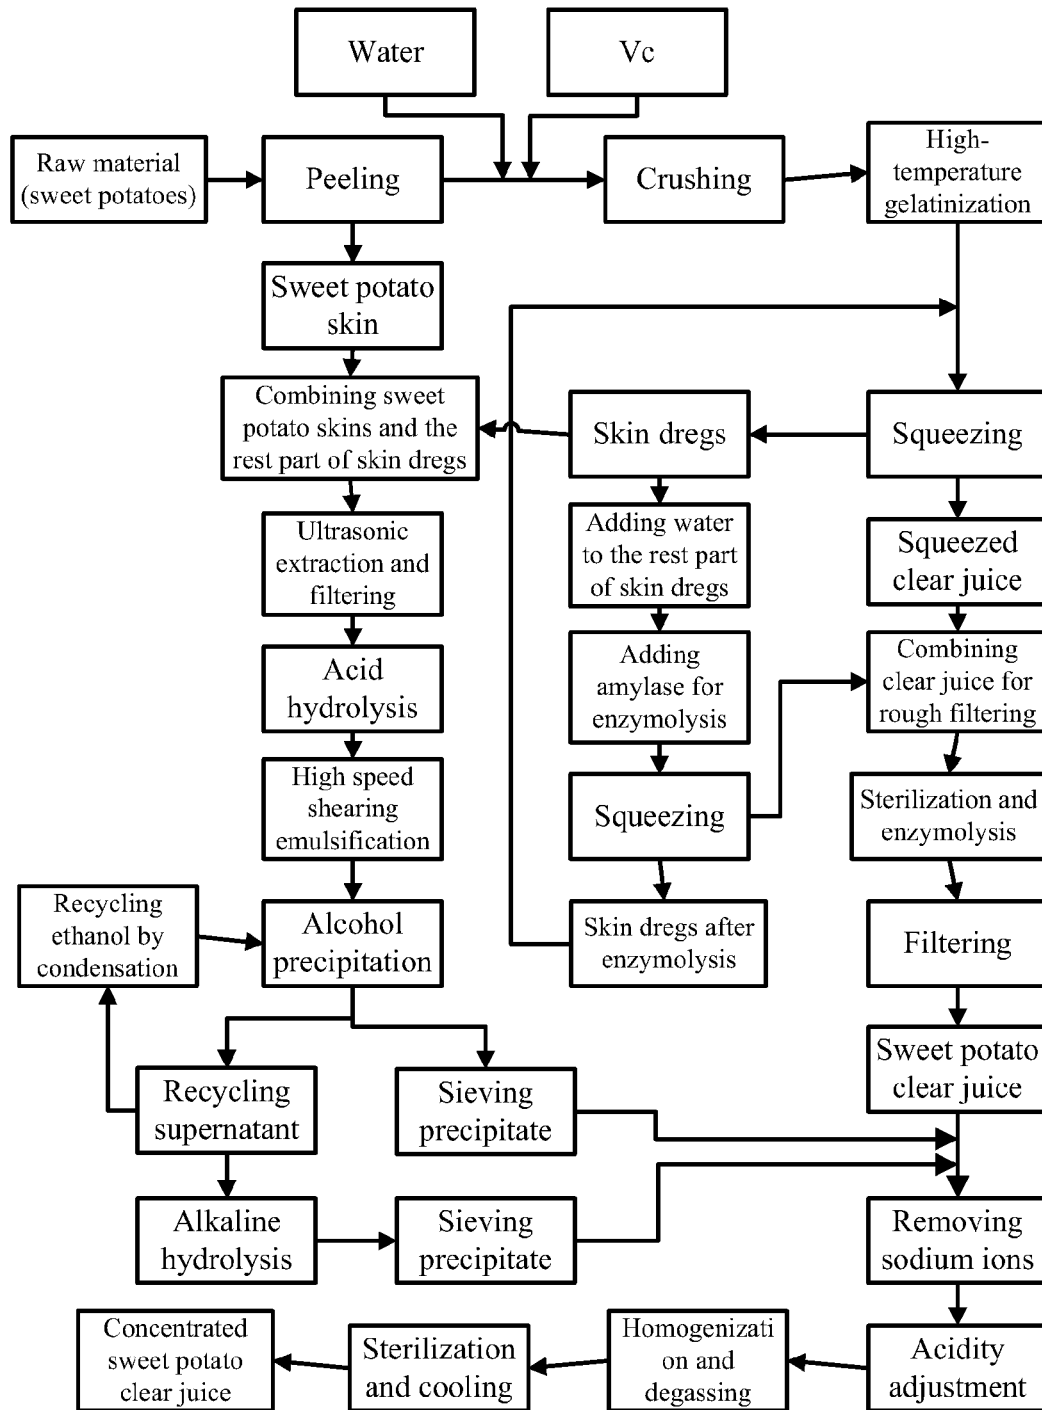 Water
Vc
Raw material
(sweet potatoes)
Peeling
Crushing
High-
temperature
gelatinization
Sweet potato
skin
Combining sweet
potato skins and the
rest part of skin dregs
Skin dregs
Squeezing
Ultrasonic
extraction and
filtering
Adding water
to the rest part
of skin dregs
Squeezed
clear juice
Acid
hydrolysis
Adding
amylase for
enzymolysis
Combining
clear juice for
rough filtering
High speed
shearing
emulsification
Squeezing
Sterilization and
enzymolysis
Recycling
ethanol by
condensation
Alcohol
precipitation
Skin dregs after
enzymolysis
Filtering
Sweet potato
clear juice
Recycling
supernatant
Sieving
precipitate
Alkaline
hydrolysis
Sieving
precipitate
Removing
sodium ions
Concentrated
sweet potato
clear juice
Sterilization
and cooling
Homogenizati
on and
degassing
Acidity
adjustment